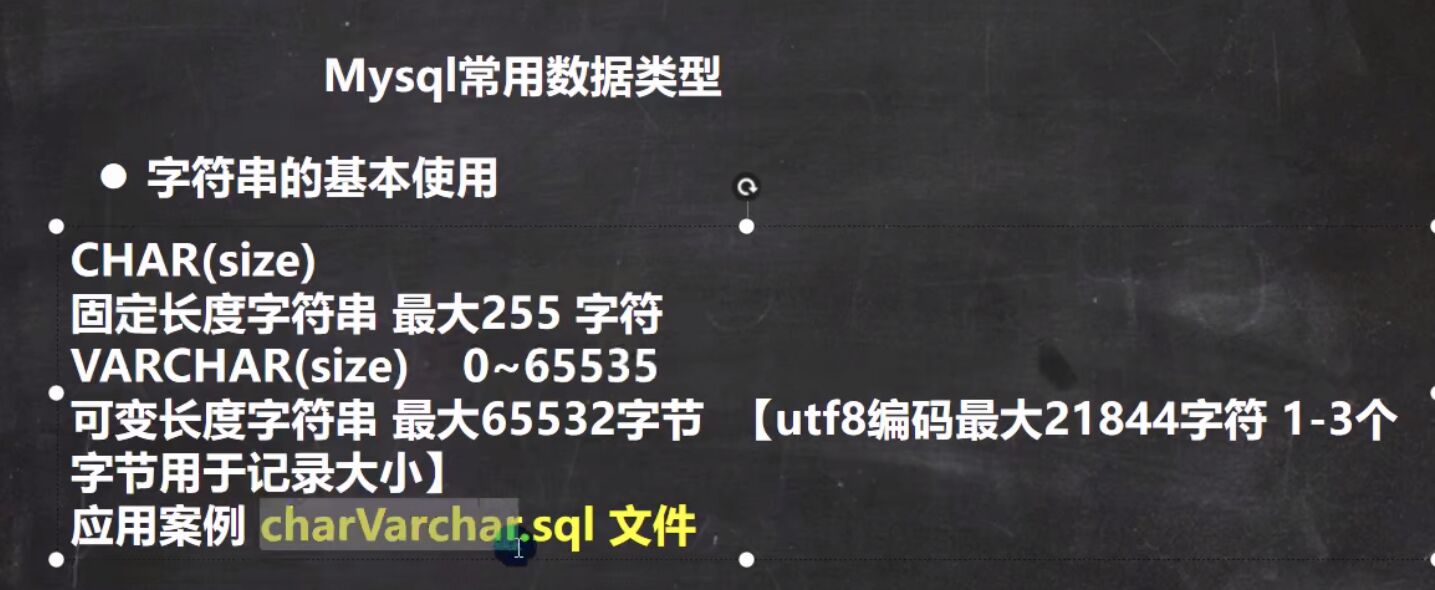 Mysql常用数据类型
● 字符串的基本使用
CHAR(size)
固定长度字符串 最大255 字符
VARCHAR(size) 0~65535
可变长度字符串 最大65532字节 【utf8编码最大21844字符 1-3个
字节用于记录大小】
应用案例 charVarchar.sql 文件